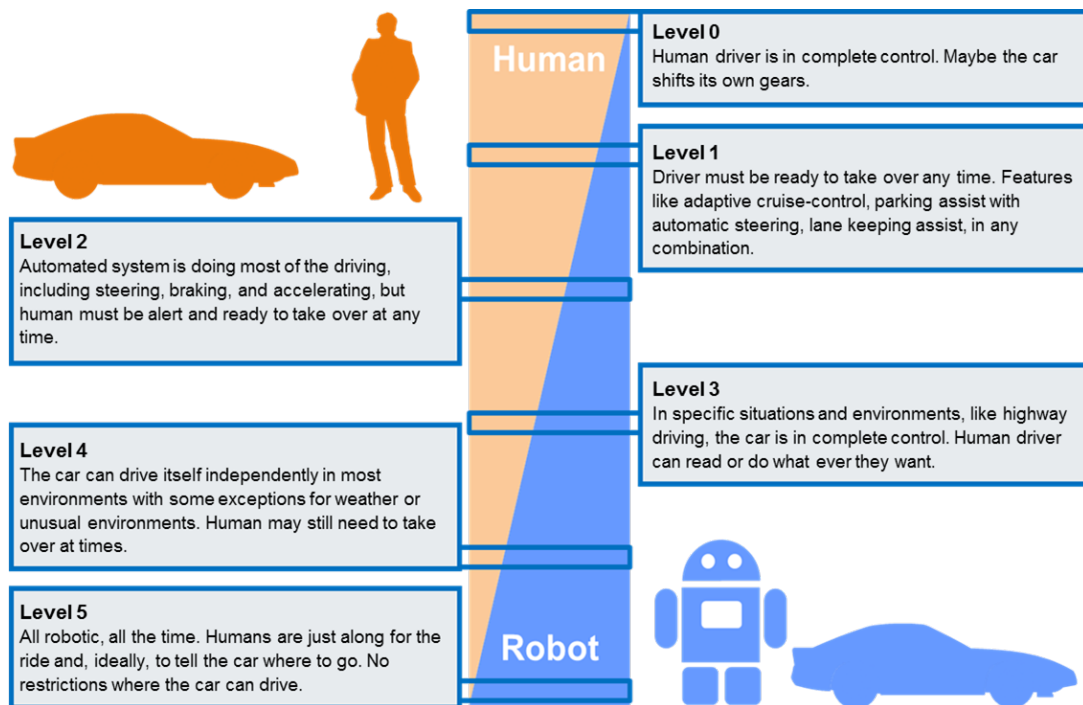 Human
Level 0
Human driver is in complete control. Maybe the car
shifts its own gears.
Level 1
Driver must be ready to take over any time. Features
like adaptive cruise-control, parking assist with
automatic steering, lane keeping assist, in any
combination.
Level 2
Automated system is doing most of the driving,
including steering, braking, and accelerating, but
human must be alert and ready to take over at any
time.
Level 3
In specific situations and environments, like highway
driving, the car is in complete control. Human driver
can read or do what ever they want.
Level 4
The car can drive itself independently in most
environments with some exceptions for weather or
unusual environments. Human may still need to take
over at times.
Level 5
All robotic, all the time. Humans are just along for the
ride and, ideally, to tell the car where to go. No
restrictions where the car can drive.
Robot